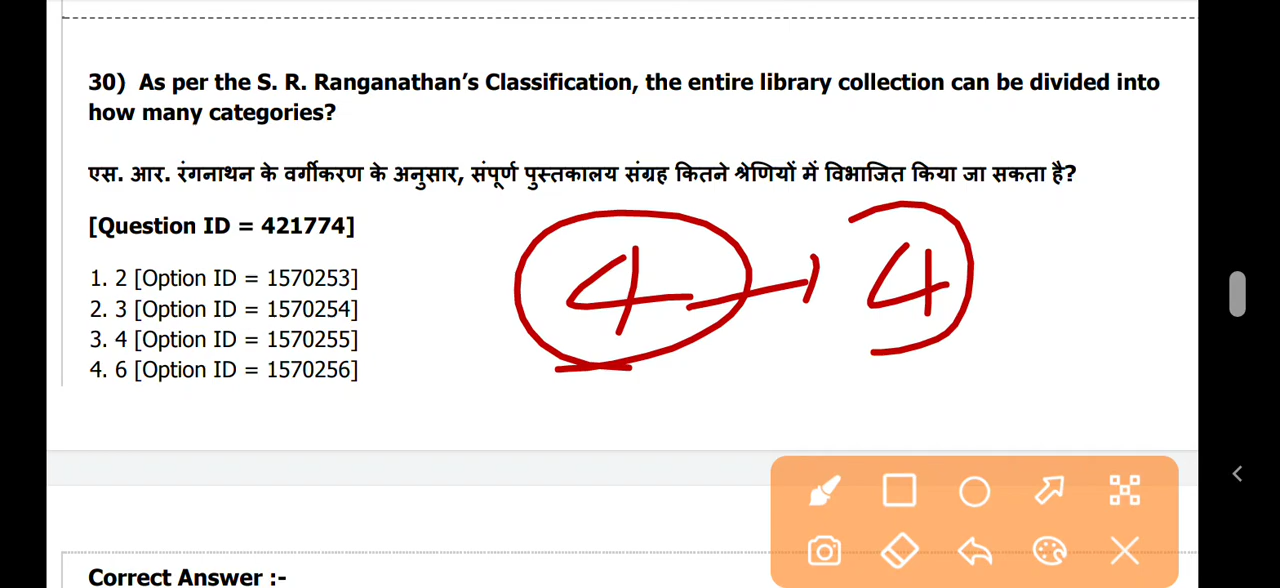 30) As per the S. R. Ranganathan’s Classification, the entire library collection can be divided into
how many categories?
एस. आर. रंगनाथन के वर्गीकरण के अनुसार, संपूर्ण पुस्तकालय संग्रह कितने श्रेणियों में विभाजित किया जा सकता है?
[Question ID = 421774]
1. 2 [Option ID = 1570253]
2. 3 [Option ID = 1570254]
3. 4 [Option ID = 1570255]
4. 6 [Option ID = 1570256]
4 4
Correct Answer :-